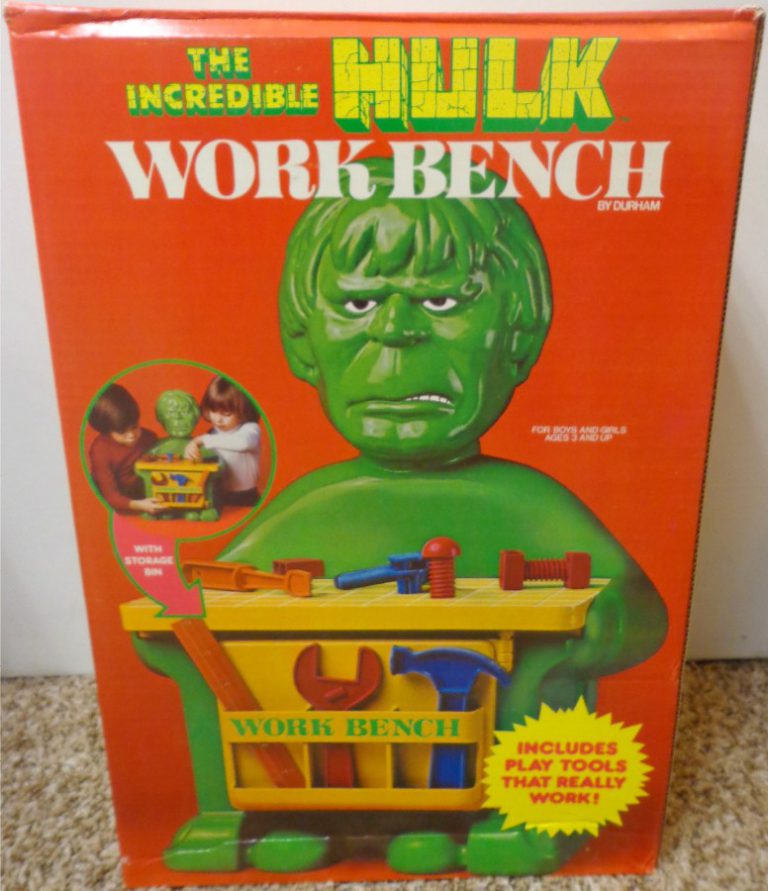 THE
INCREDIBLE HULK
WORK BENCH
BY DURHAM
FOR BOYS AND GIRLS
AGES 3 AND UP
WITH
STORAGE
BIN
WORK BENCH
INCLUDES
PLAY TOOLS
THAT REALLY
WORK!